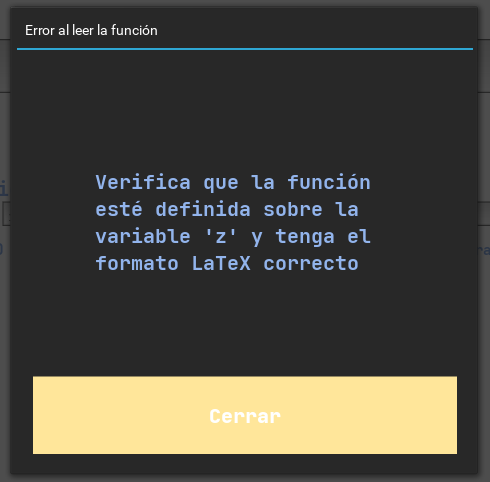 Error al leer la función
Verifica que la función
esté definida sobre la
variable 'z' y tenga el
formato LaTeX correcto
Cerrar